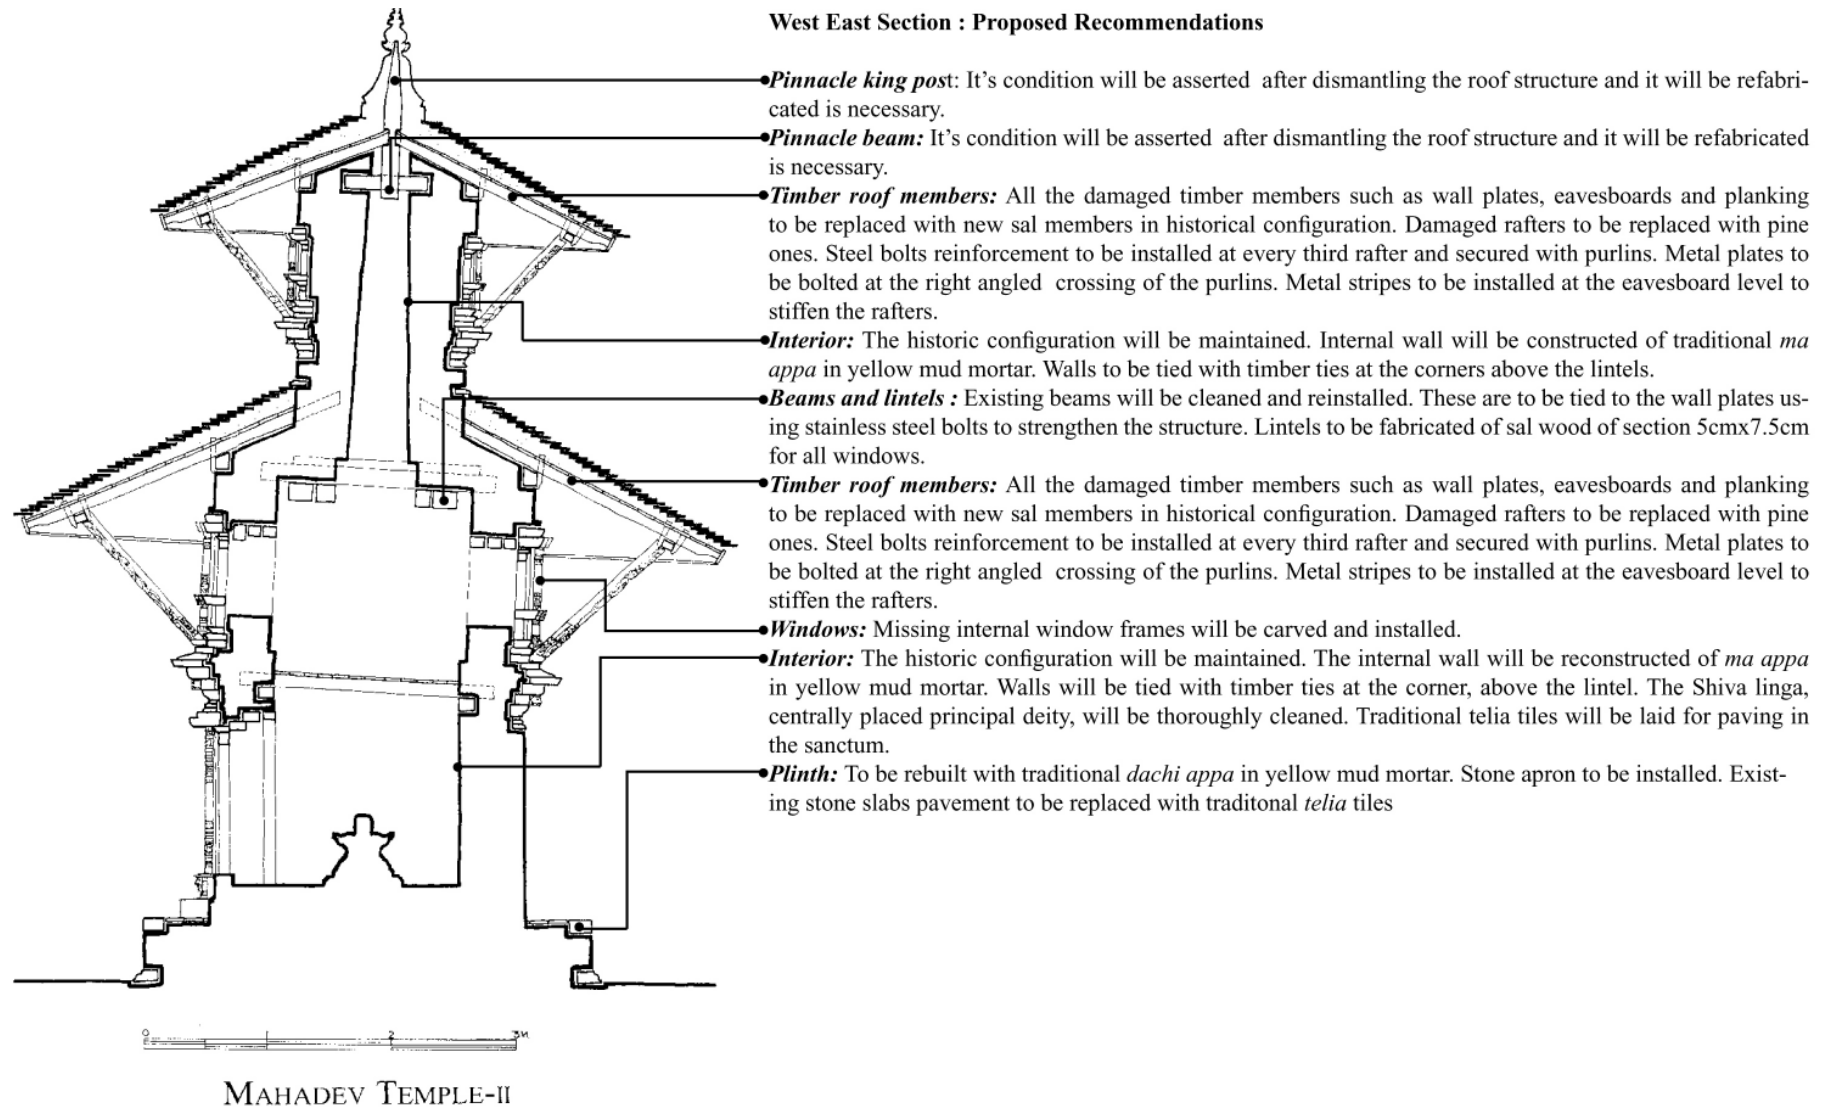 West East Section : Proposed Recommendations
Pinnacle king post: It’s condition will be asserted  after dismantling the roof structure and it will be refabri-
cated is necessary.
Pinnacle beam: It’s condition will be asserted  after dismantling the roof structure and it will be refabricated
is necessary.
Timber roof members: All the damaged timber members such as wall plates, eavesboards and planking
to be replaced with new sal members in historical configuration. Damaged rafters to be replaced with pine
ones. Steel bolts reinforcement to be installed at every third rafter and secured with purlins. Metal plates to
be bolted at the right angled  crossing of the purlins. Metal stripes to be installed at the eavesboard level to
stiffen the rafters.
Interior: The historic configuration will be maintained. Internal wall will be constructed of traditional ma
appa in yellow mud mortar. Walls to be tied with timber ties at the corners above the lintels.
Beams and lintels : Existing beams will be cleaned and reinstalled. These are to be tied to the wall plates us-
ing stainless steel bolts to strengthen the structure. Lintels to be fabricated of sal wood of section 5cmx7.5cm
for all windows.
Timber roof members: All the damaged timber members such as wall plates, eavesboards and planking
to be replaced with new sal members in historical configuration. Damaged rafters to be replaced with pine
ones. Steel bolts reinforcement to be installed at every third rafter and secured with purlins. Metal plates to
be bolted at the right angled  crossing of the purlins. Metal stripes to be installed at the eavesboard level to
stiffen the rafters.
Windows: Missing internal window frames will be carved and installed.
Interior: The historic configuration will be maintained. The internal wall will be reconstructed of ma appa
in yellow mud mortar. Walls will be tied with timber ties at the corner, above the lintel. The Shiva linga,
centrally placed principal deity, will be thoroughly cleaned. Traditional telia tiles will be laid for paving in
the sanctum.
Plinth: To be rebuilt with traditional dachi appa in yellow mud mortar. Stone apron to be installed. Exist-
ing stone slabs pavement to be replaced with traditonal telia tiles
0 1 2 3M
MAHADEV TEMPLE-II